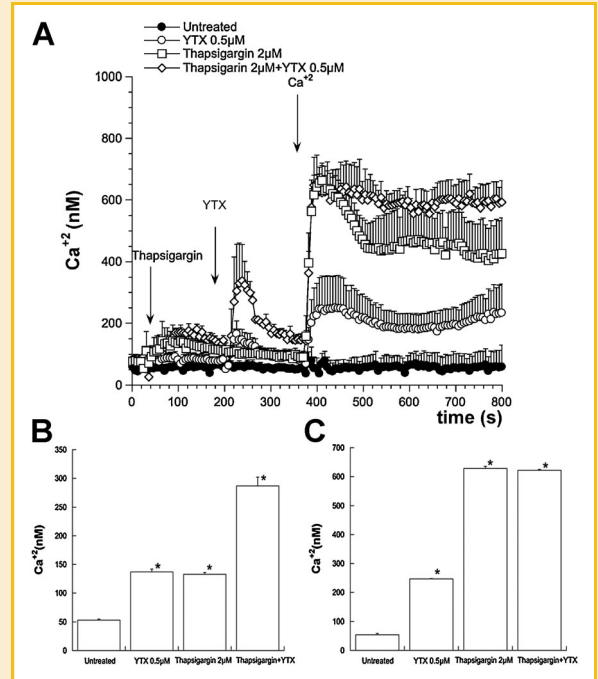 A
Untreated
YTX 0.5µM
Thapsigargin 2µM
Thapsigarin 2µM+YTX 0.5µM
Ca+2
1000
800
600
400
200
0
Ca+2 (nM)
YTX
Thapsigargin
0 100 200 300 400 500 600 700 800
time (s)
B
350
300
250
200
150
100
50
0
Ca+2(nM)
* * * 
Untreated YTX 0.5µM Thapsigargin 2µM Thapsigargin+YTX
C
700
600
500
400
300
200
100
0
Ca+2(nM)
* * *
Untreated YTX 0.5µM Thapsigargin 2µM Thapsigargin+YTX